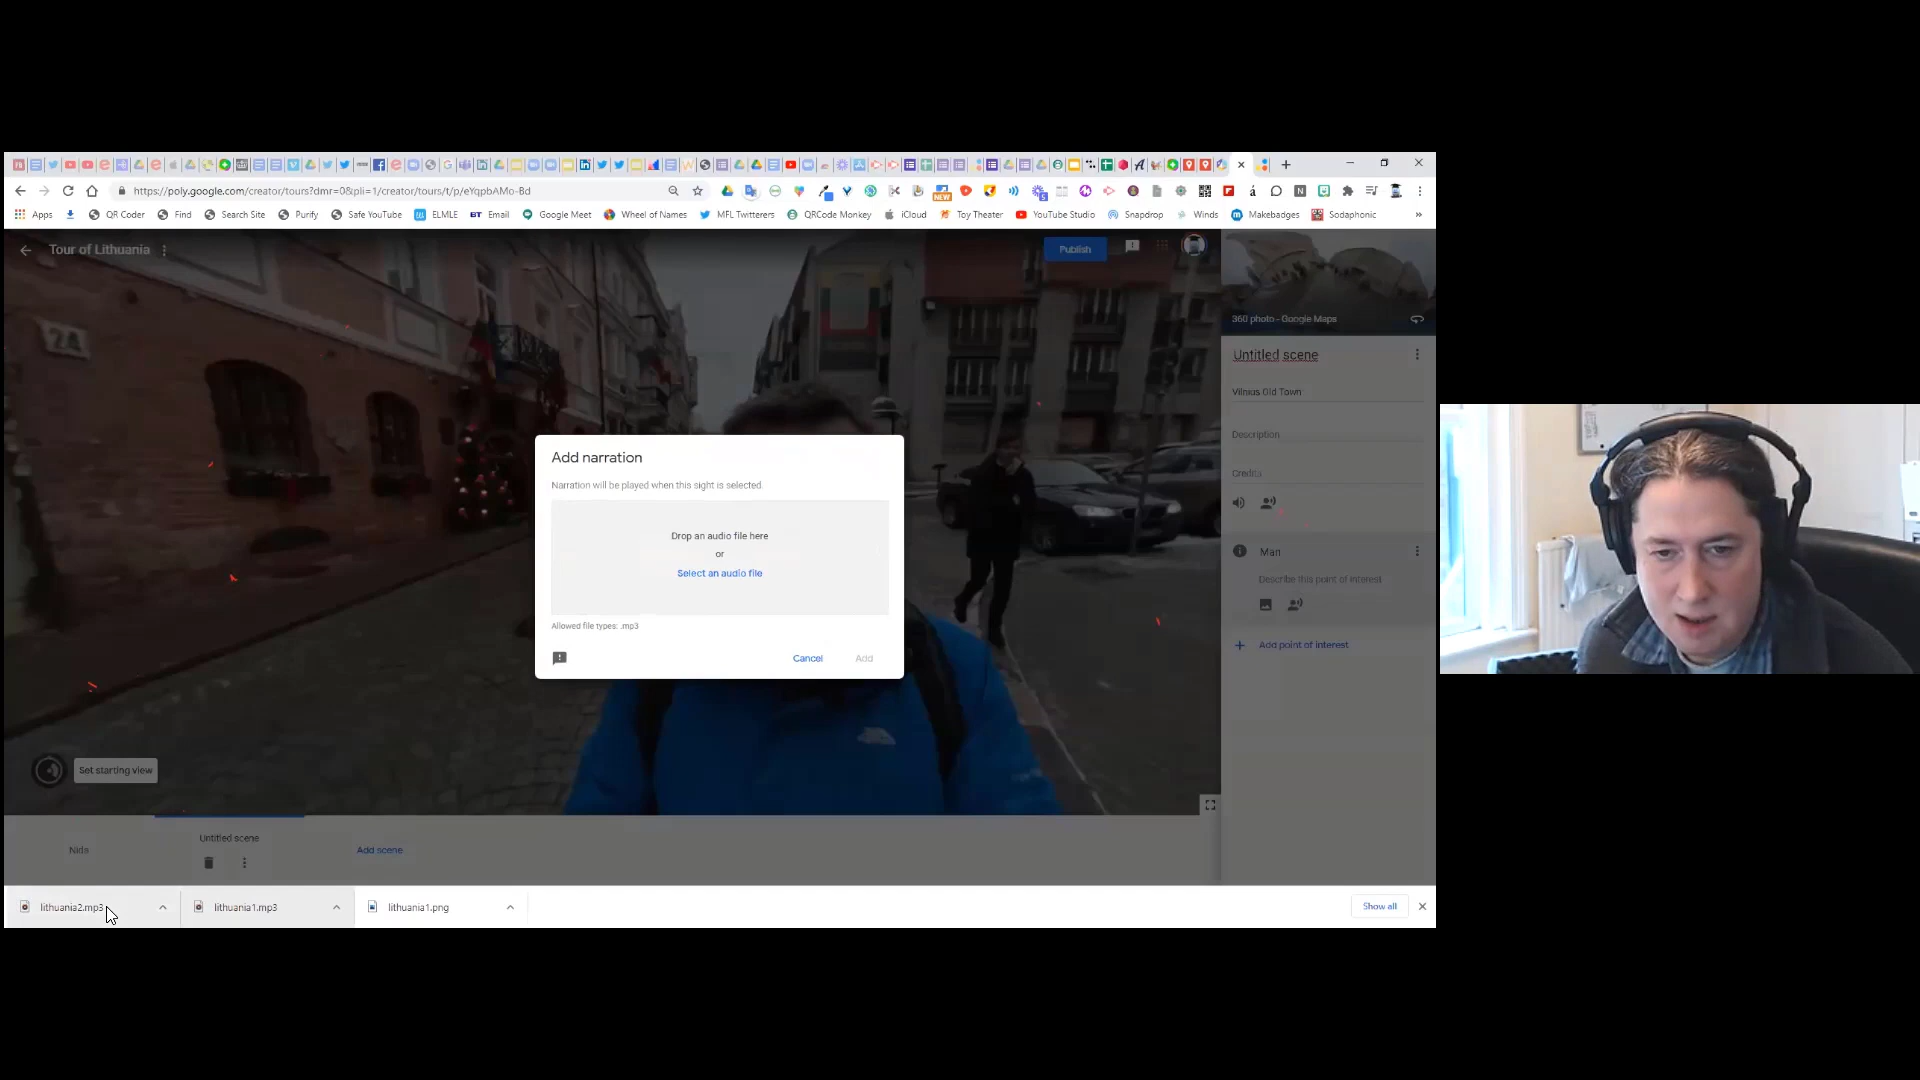 https://poly.google.com/creator/tours?dmr=0&pli=1/creator/tours/t/p/eYqpbAMo-Bd
NEW
Apps QR Coder Find Search Site Purify Safe YouTube ELMLE BT Email Google Meet Wheel of Names MFL Twitterers QRCode Monkey iCloud Toy Theater YouTube Studio Snapdrop Winds Makebadges Sodaphonic »
Tour of Lithuania
Publish
2A
360 photo - Google Maps
Untitled scene
Vilnius Old Town
Description
Credits
Add narration
Narration will be played when this sight is selected.
Drop an audio file here
or
Select an audio file
Allowed file types: .mp3
Cancel Add
Man
Describe this point of interest
Add point of interest
Set starting view
Nida
Untitled scene
Add scene
lithuania2.mp3 lithuania1.mp3 lithuania1.png
Show all